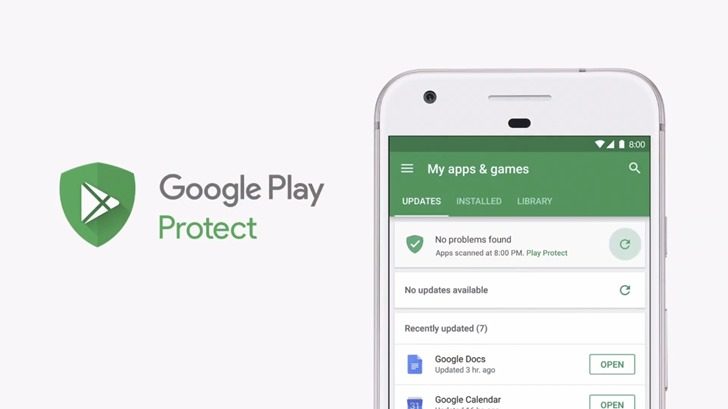 Google Play
Protect
8:00
My apps & games
UPDATES INSTALLED LIBRARY
No problems found
Apps scanned at 8:00 PM. Play Protect
No updates available
Recently updated (7)
Google Docs
Updated 3 hr. ago
OPEN
Google Calendar
OPEN
31